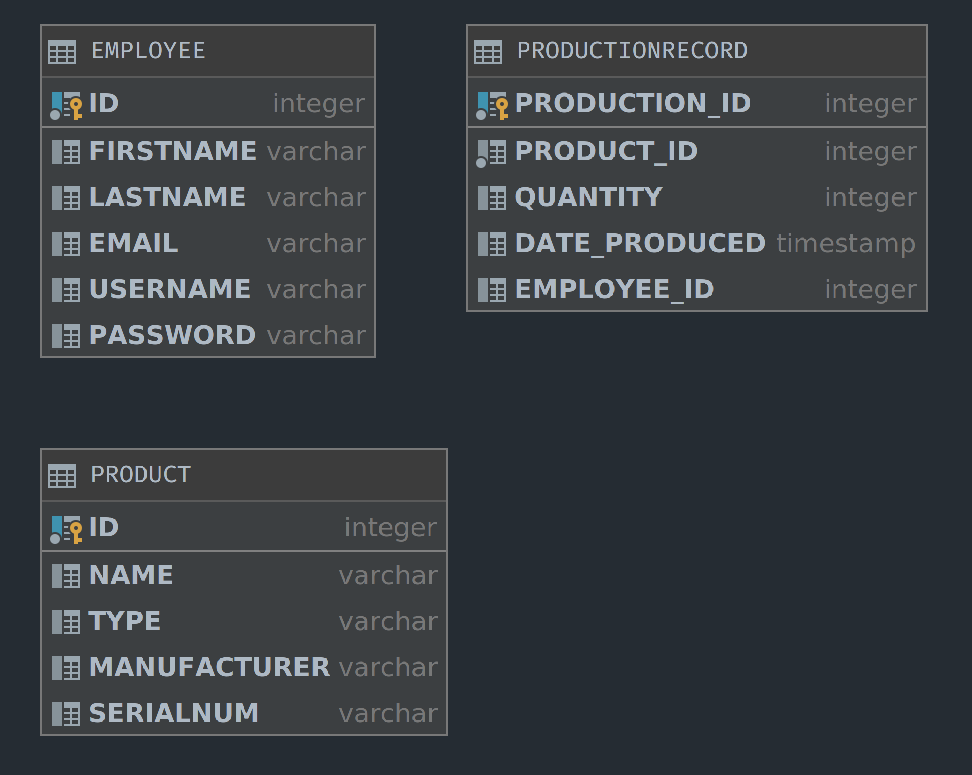 EMPLOYEE
ID integer
FIRSTNAME varchar
LASTNAME varchar
EMAIL varchar
USERNAME varchar
PASSWORD varchar
PRODUCTIONRECORD
PRODUCTION_ID integer
PRODUCT_ID integer
QUANTITY integer
DATE_PRODUCED timestamp
EMPLOYEE_ID integer
PRODUCT
ID integer
NAME varchar
TYPE varchar
MANUFACTURER varchar
SERIALNUM varchar